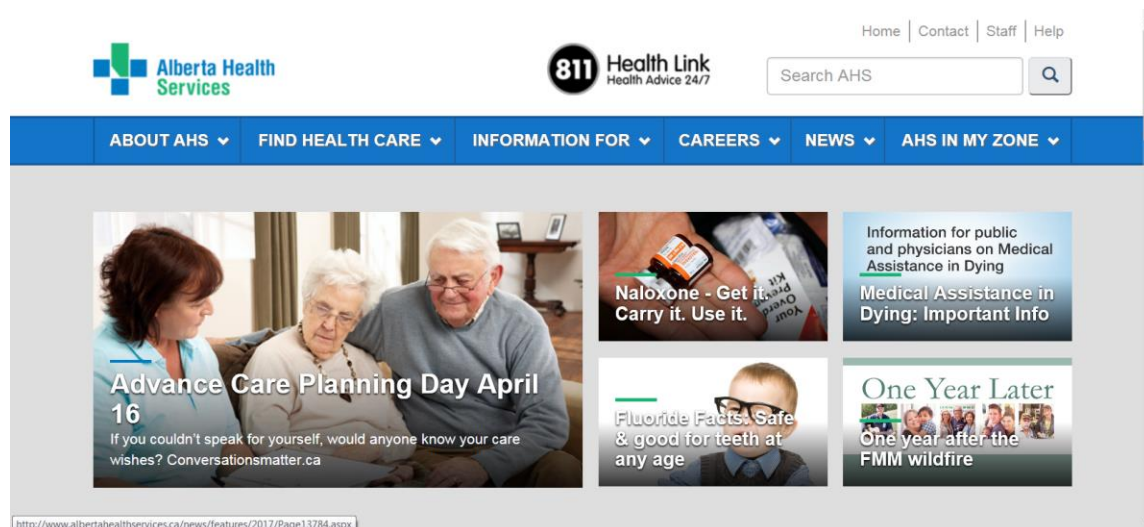 Home | Contact | Staff | Help
Alberta Health
Services
811
Health Link
Health Advice 24/7
Search AHS
ABOUT AHS
FIND HEALTH CARE
INFORMATION FOR
CAREERS
NEWS
AHS IN MY ZONE
Advance Care Planning Day April
16
If you couldn't speak for yourself, would anyone know your care
wishes? Conversationsmatter.ca
Your
Overd
Kit
Naloxone - Get it.
Carry it. Use it.
Information for public
and physicians on Medical
Assistance in Dying
Medical Assistance in
Dying: Important Info
Fluoride Facts: Safe
& good for teeth at
any age
One Year Later
One year after the
FMM wildfire
http://www.albertahealthservices.ca/news/features/2017/Page13784.aspx